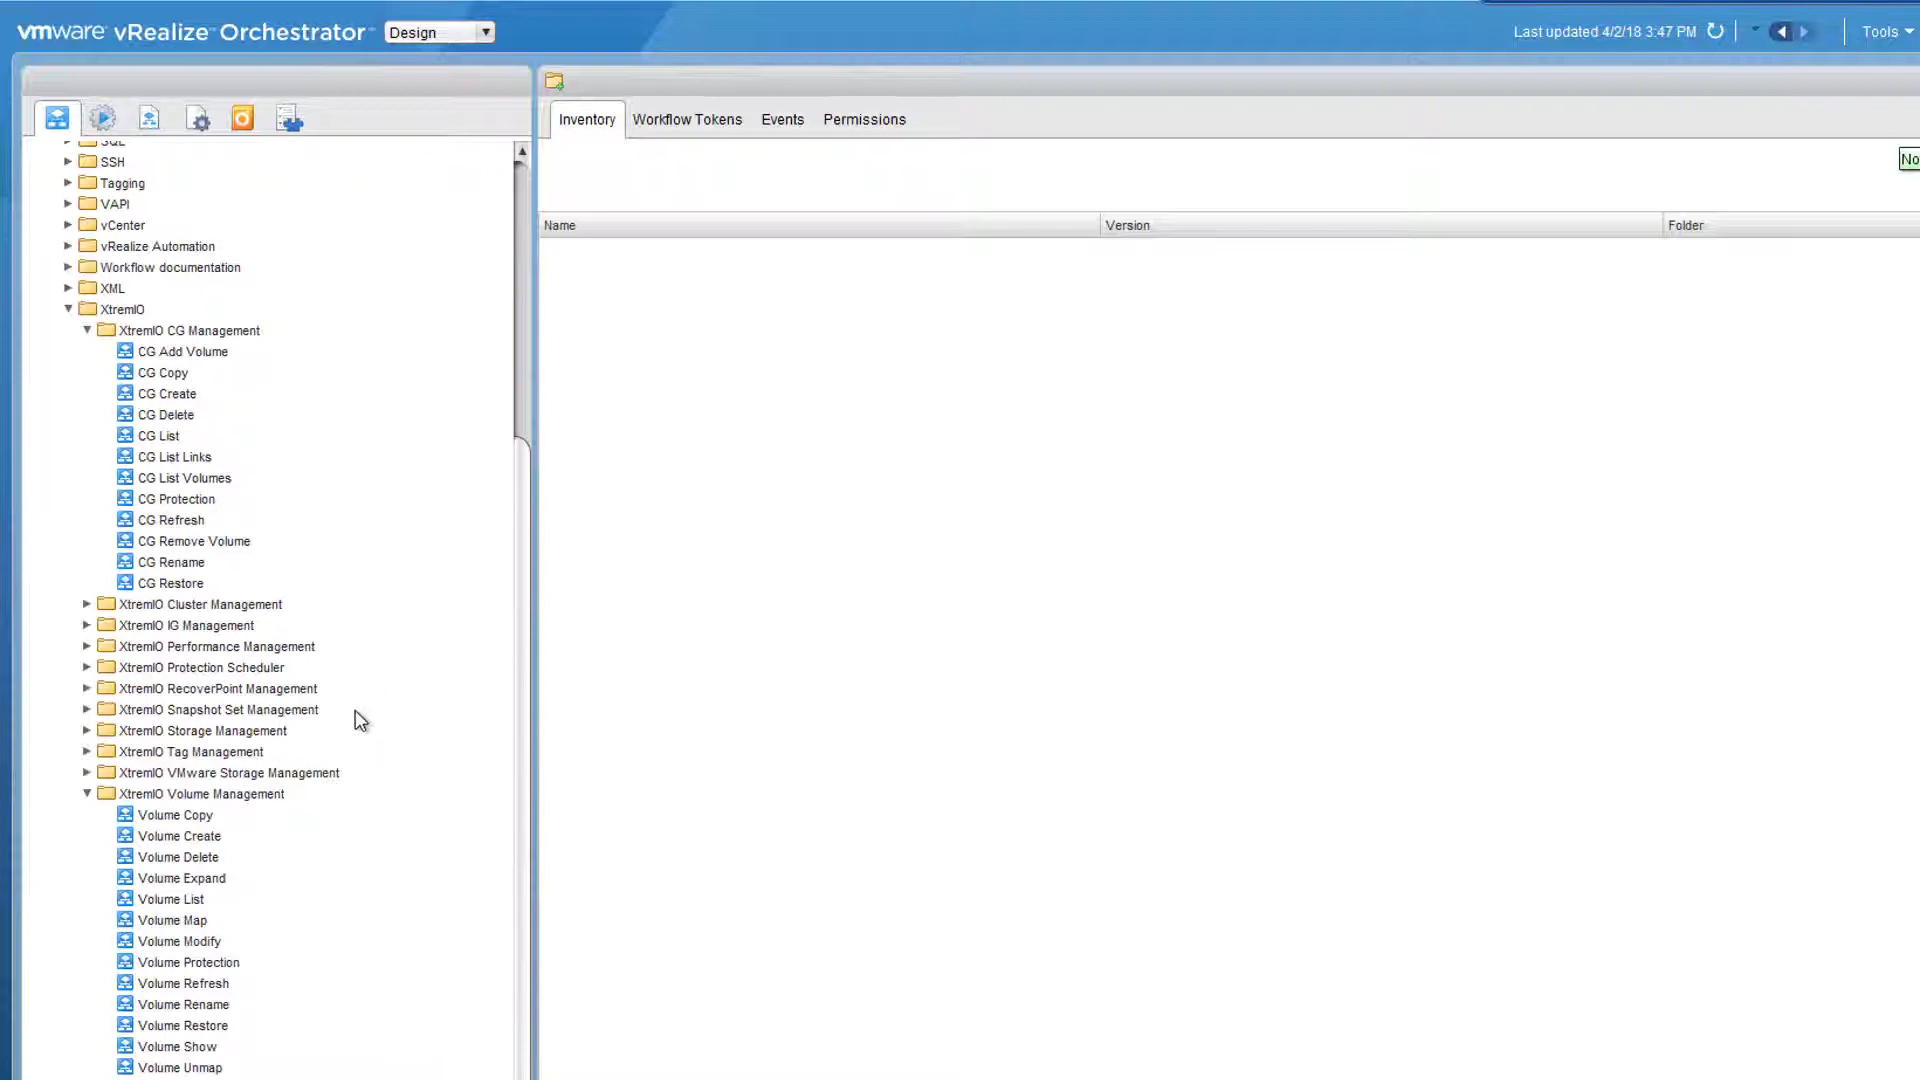 vmware vRealize Orchestrator Design Last updated 4/2/18 3:47 PM Tools
Inventory Workflow Tokens Events Permissions
No
Name Version Folder
SQL
SSH
Tagging
VAPI
vCenter
vRealize Automation
Workflow documentation
XML
XtremIO
XtremIO CG Management
CG Add Volume
CG Copy
CG Create
CG Delete
CG List
CG List Links
CG List Volumes
CG Protection
CG Refresh
CG Remove Volume
CG Rename
CG Restore
XtremIO Cluster Management
XtremIO IG Management
XtremIO Performance Management
XtremIO Protection Scheduler
XtremIO RecoverPoint Management
XtremIO Snapshot Set Management
XtremIO Storage Management
XtremIO Tag Management
XtremIO VMware Storage Management
XtremIO Volume Management
Volume Copy
Volume Create
Volume Delete
Volume Expand
Volume List
Volume Map
Volume Modify
Volume Protection
Volume Refresh
Volume Rename
Volume Restore
Volume Show
Volume Unmap